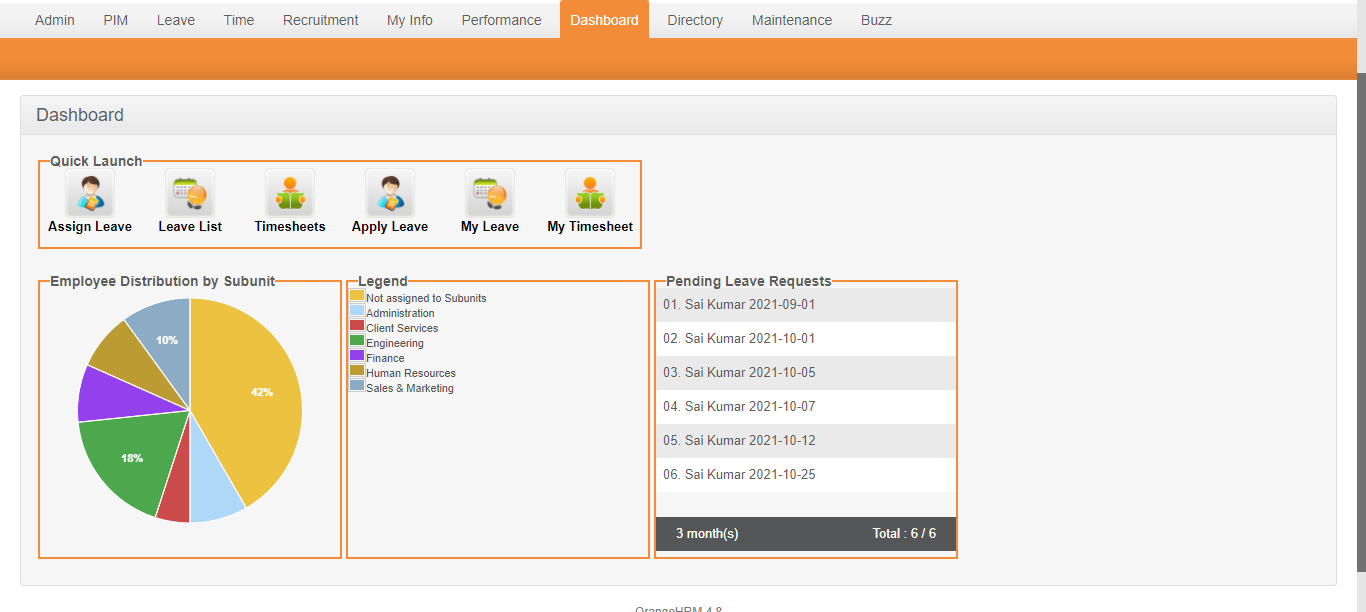 Admin PIM Leave Time Recruitment My Info Performance Dashboard Directory Maintenance Buzz
Dashboard
Quick Launch
Assign Leave Leave List Timesheets Apply Leave My Leave My Timesheet
Employee Distribution by Subunit
10%
42%
18%
Legend
Not assigned to Subunits
Administration
Client Services
Engineering
Finance
Human Resources
Sales & Marketing
Pending Leave Requests
01. Sai Kumar 2021-09-01
02. Sai Kumar 2021-10-01
03. Sai Kumar 2021-10-05
04. Sai Kumar 2021-10-07
05. Sai Kumar 2021-10-12
06. Sai Kumar 2021-10-25
3 month(s) Total : 6 / 6
OrangeHRM 4.8